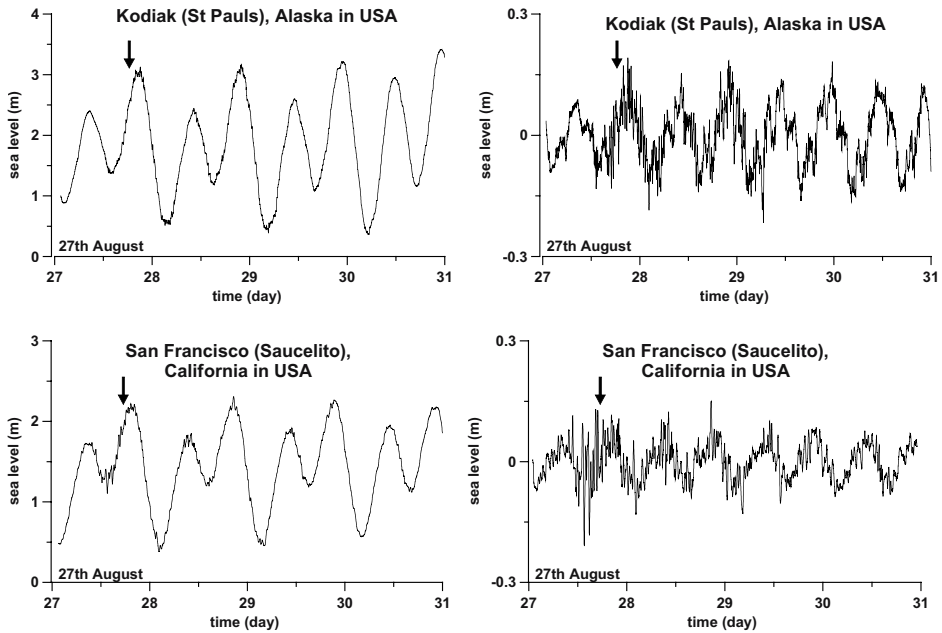 Kodiak (St Pauls), Alaska in USA
4
3
2
1
0
sea level (m)
27th August
27
28
29
30
31
time (day)
Kodiak (St Pauls), Alaska in USA
0.3
0
-0.3
sea level (m)
27th August
27
28
29
30
31
time (day)
San Francisco (Saucelito),
California in USA
3
2
1
0
sea level (m)
27th August
27
28
29
30
31
time (day)
San Francisco (Saucelito),
California in USA
0.3
0
-0.3
sea level (m)
27th August
27
28
29
30
31
time (day)